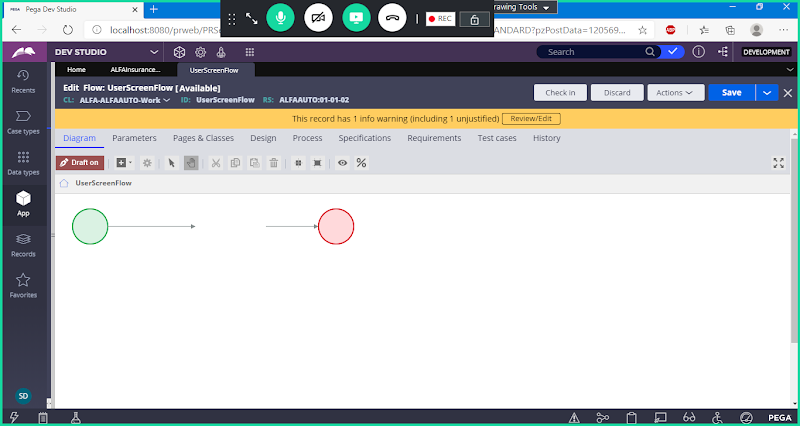 PEGA Pega Dev Studio
rawing Tools
localhost:8080/prweb/PRSe
REC
ANDARD?pzPostData=120569...
DEV STUDIO
Search
DEVELOPMENT
Home
ALFAInsurance...
UserScreenFlow
Recents
Case types
Data types
App
Records
Favorites
SD
Edit Flow: UserScreenFlow [Available]
CL: ALFA-ALFAAUTO-Work ID: UserScreenFlow RS: ALFAAUTO:01-01-02
Check in
Discard
Actions
Save
This record has 1 info warning (including 1 unjustified) Review/Edit
Diagram Parameters Pages & Classes Design Process Specifications Requirements Test cases History
Draft on
UserScreenFlow
PEGA